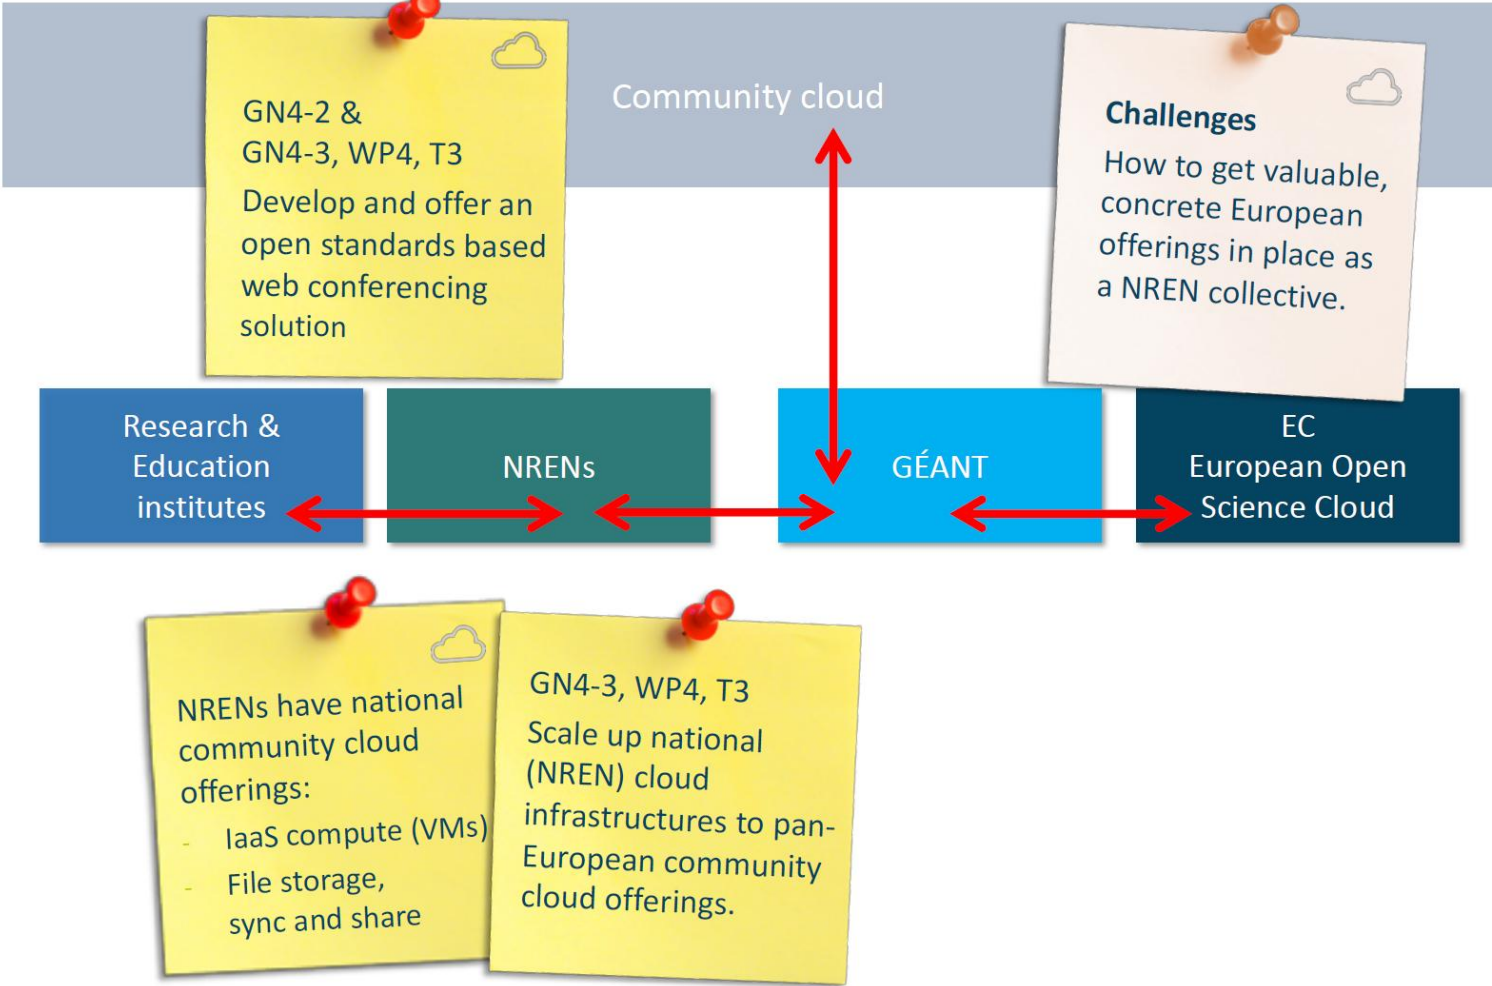 GN4-2 &
GN4-3, WP4, T3
Develop and offer an
open standards based
web conferencing
solution
Community cloud
Challenges
How to get valuable,
concrete European
offerings in place as
a NREN collective.
Research &
Education
institutes
NRENs
GÉANT
EC
European Open
Science Cloud
NRENs have national
community cloud
offerings:
- IaaS compute (VMs)
- File storage,
sync and share
GN4-3, WP4, T3
Scale up national
(NREN) cloud
infrastructures to pan-
European community
cloud offerings.